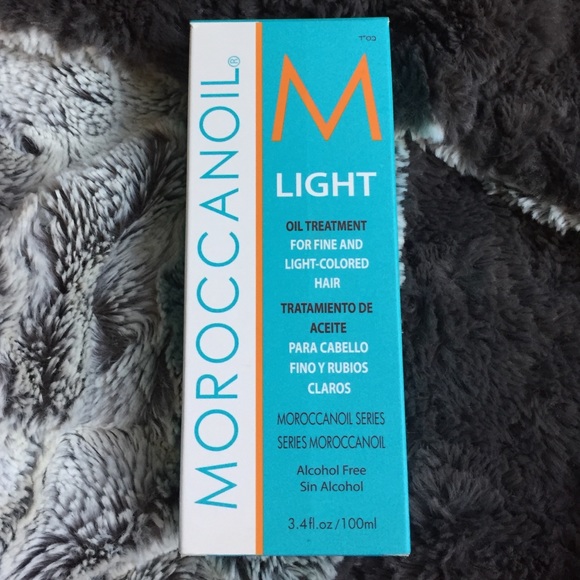 MOROCCANOIL®
בס"ד
M
LIGHT
OIL TREATMENT
FOR FINE AND
LIGHT-COLORED
HAIR
TRATAMIENTO DE
ACEITE
PARA CABELLO
FINO Y RUBIOS
CLAROS
MOROCCANOIL SERIES
SERIES MOROCCANOIL
Alcohol Free
Sin Alcohol
3.4fl.oz/100ml